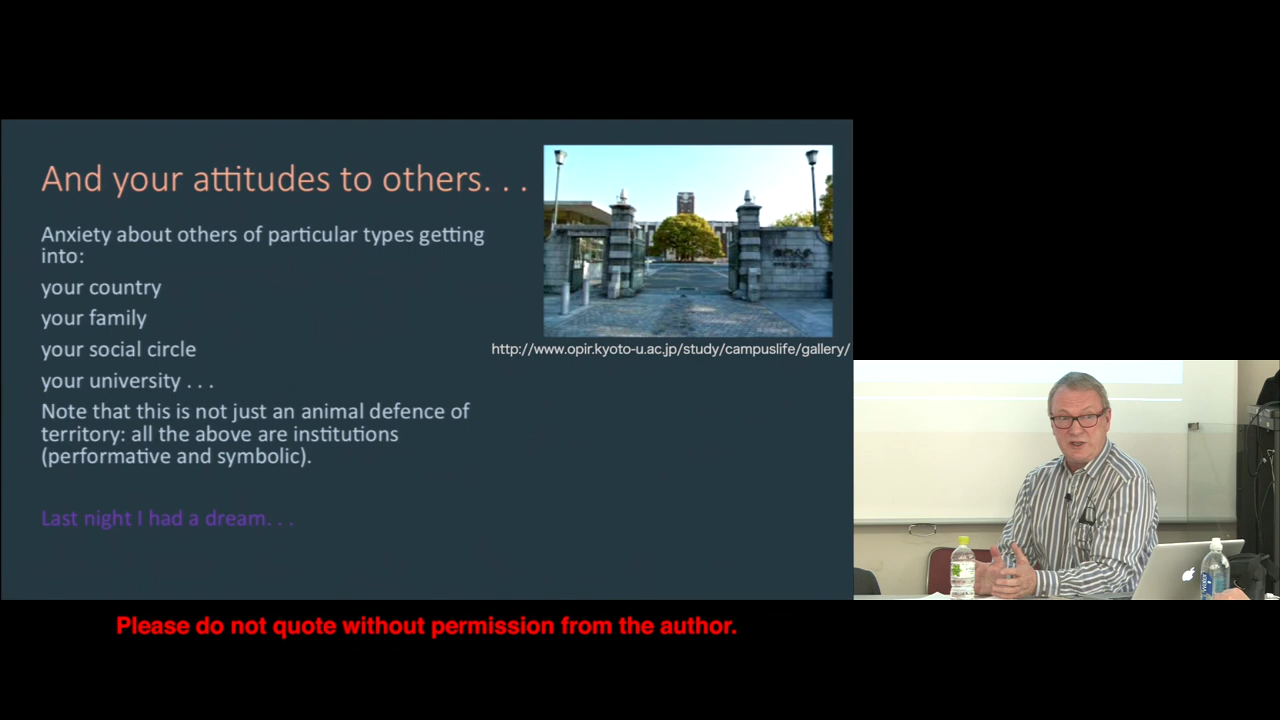 And your attitudes to others. . .
Anxiety about others of particular types getting
into:
your country
your family
your social circle
your university . . .
Note that this is not just an animal defence of
territory: all the above are institutions
(performative and symbolic).
Last night I had a dream. . .
http://www.opir.kyoto-u.ac.jp/study/campuslife/gallery/
Please do not quote without permission from the author.